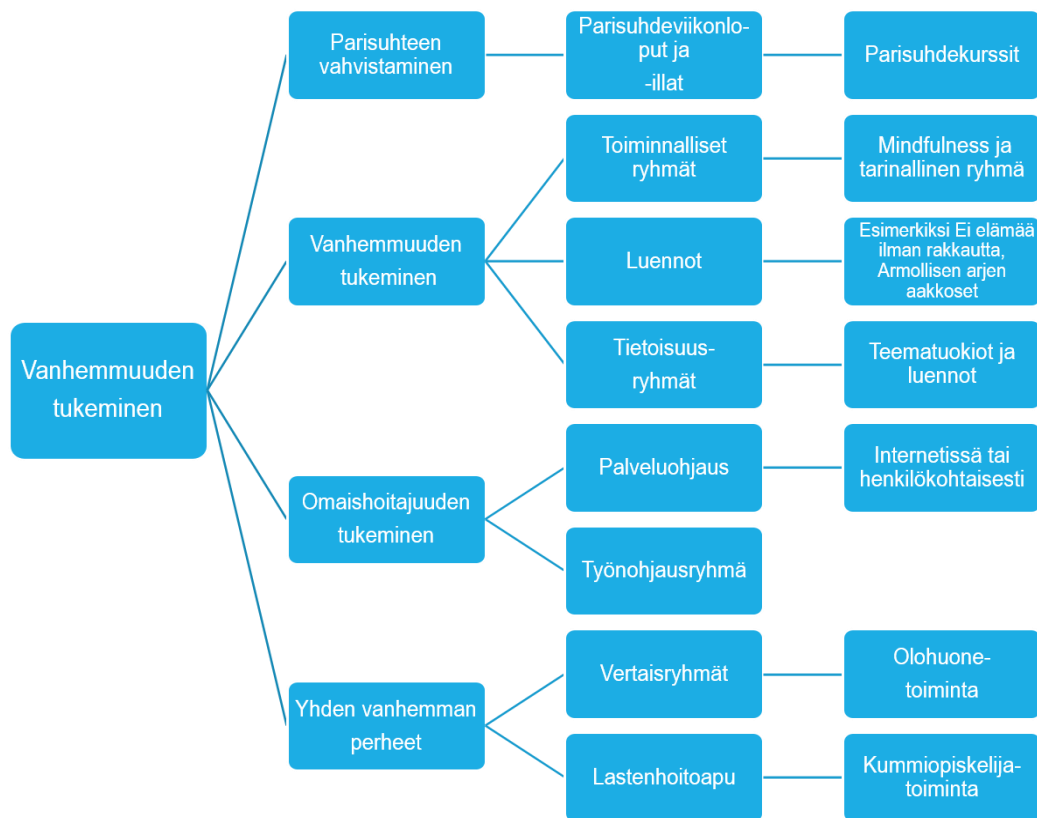 Vanhemmuuden
tukeminen
Parisuhteen
vahvistaminen
Parisuhdeviikonlo-
put ja
-illat
Parisuhdekurssit
Vanhemmuuden
tukeminen
Toiminnalliset
ryhmät
Mindfulness ja
tarinallinen ryhmä
Luennot
Esimerkiksi Ei elämää
ilman rakkautta,
Armollisen arjen
aakkoset
Tietoisuus-
ryhmät
Teematuokiot ja
luennot
Omaishoitajuuden
tukeminen
Palveluohjaus
Internetissä tai
henkilökohtaisesti
Työnohjausryhmä
Yhden vanhemman
perheet
Vertaisryhmät
Olohuone-
toiminta
Lastenhoitoapu
Kummiopiskelija-
toiminta